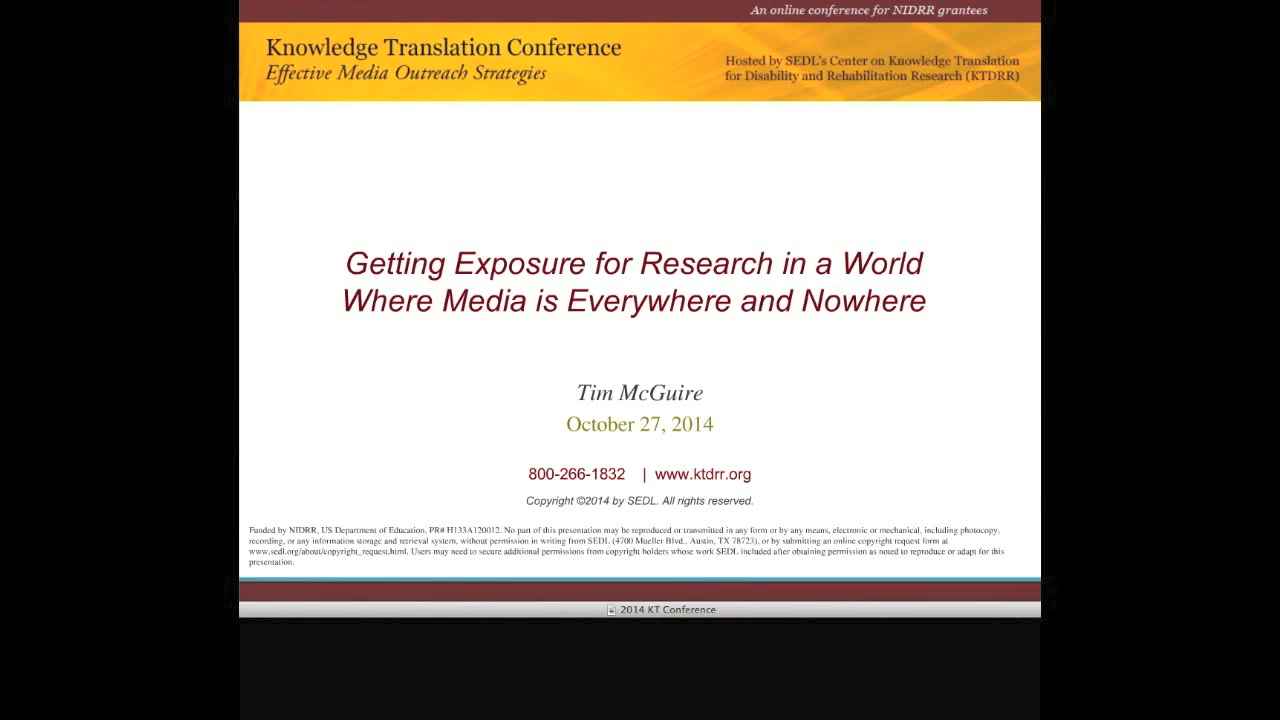 An online conference for NIDRR grantees
Knowledge Translation Conference
Effective Media Outreach Strategies
Hosted by SEDL's Center on Knowledge Translation
for Disability and Rehabilitation Research (KTDRR)
Getting Exposure for Research in a World
Where Media is Everywhere and Nowhere
Tim McGuire
October 27, 2014
800-266-1832 | www.ktdrr.org
Copyright ©2014 by SEDL. All rights reserved.
Funded by NIDRR, US Department of Education, PR# H133A120012. No part of this presentation may be reproduced or transmitted in any form or by any means, electronic or mechanical, including photocopy,
recording, or any information storage and retrieval system, without permission in writing from SEDL (4700 Mueller Blvd., Austin, TX 78723), or by submitting an online copyright request form at
www.sedl.org/about/copyright_request.html. Users may need to secure additional permissions from copyright holders whose work SEDL included after obtaining permission as noted to reproduce or adapt for this
presentation.
2014 KT Conference